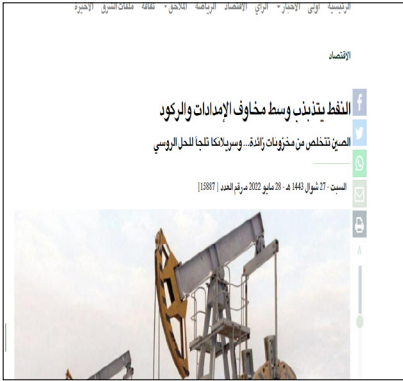 الرئيسية أولى الأخبار الرأي الاقتصاد الرياضة الملاحق ثقافة ملفات الشرق الأخيرة
الاقتصاد
النفط يتذبذب وسط مخاوف الإمدادات والركود
الصين تتخلص من مخزونات زائدة... وسريلانكا تلجأ للحل الروسي
السبت - 27 شوال 1443 هـ - 28 مايو 2022 مـ رقم العدد [15887]
A